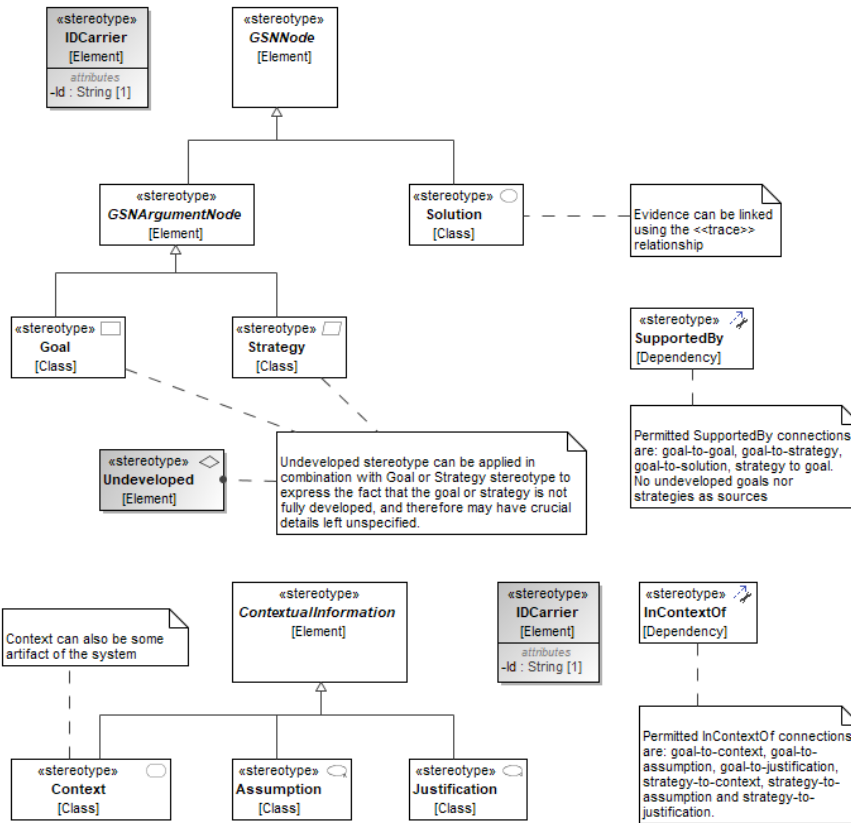 «stereotype»
IDCarrier
[Element]
attributes
-Id : String [1]
«stereotype»
GSNNode
[Element]
«stereotype»
GSNArgumentNode
[Element]
«stereotype»
Solution
[Class]
Evidence can be linked
using the <<trace>>
relationship
«stereotype»
Goal
[Class]
«stereotype»
Strategy
[Class]
«stereotype»
SupportedBy
[Dependency]
«stereotype»
Undeveloped
[Element]
Undeveloped stereotype can be applied in
combination with Goal or Strategy stereotype to
express the fact that the goal or strategy is not
fully developed, and therefore may have crucial
details left unspecified.
Permitted SupportedBy connections
are: goal-to-goal, goal-to-strategy,
goal-to-solution, strategy to goal.
No undeveloped goals nor
strategies as sources
Context can also be some
artifact of the system
«stereotype»
ContextualInformation
[Element]
«stereotype»
IDCarrier
[Element]
attributes
-Id : String [1]
«stereotype»
InContextOf
[Dependency]
«stereotype»
Context
[Class]
«stereotype»
Assumption
[Class]
«stereotype»
Justification
[Class]
Permitted InContextOf connections
are: goal-to-context, goal-to-
assumption, goal-to-justification,
strategy-to-context, strategy-to-
assumption and strategy-to-
justification.